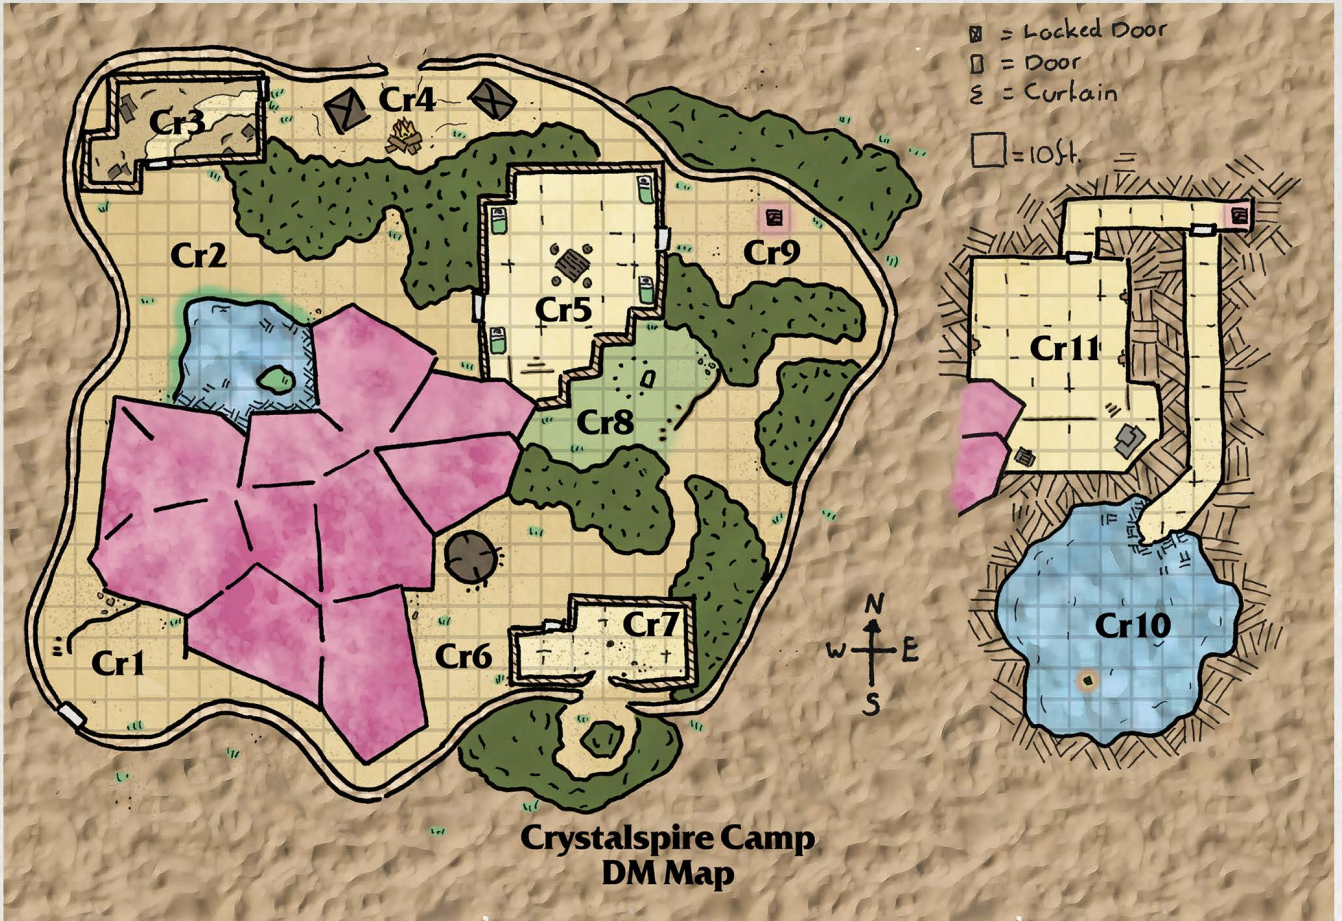 = Locked Door
= Door
= Curtain
=10ft.
Cr4
Cr3
Cr2
Cr9
Cr5
Cr11
Cr8
N
W E
S
Cr7
Cr10
Cr6
Cr1
Crystalspire Camp
DM Map